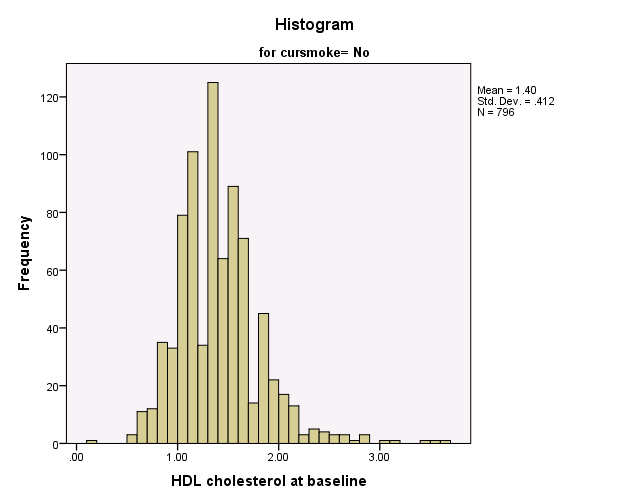 Histogram
for cursmoke= No
Mean = 1.40
Std. Dev. = .412
N = 796
Frequency
120
100
80
60
40
20
0
.00 1.00 2.00 3.00
HDL cholesterol at baseline